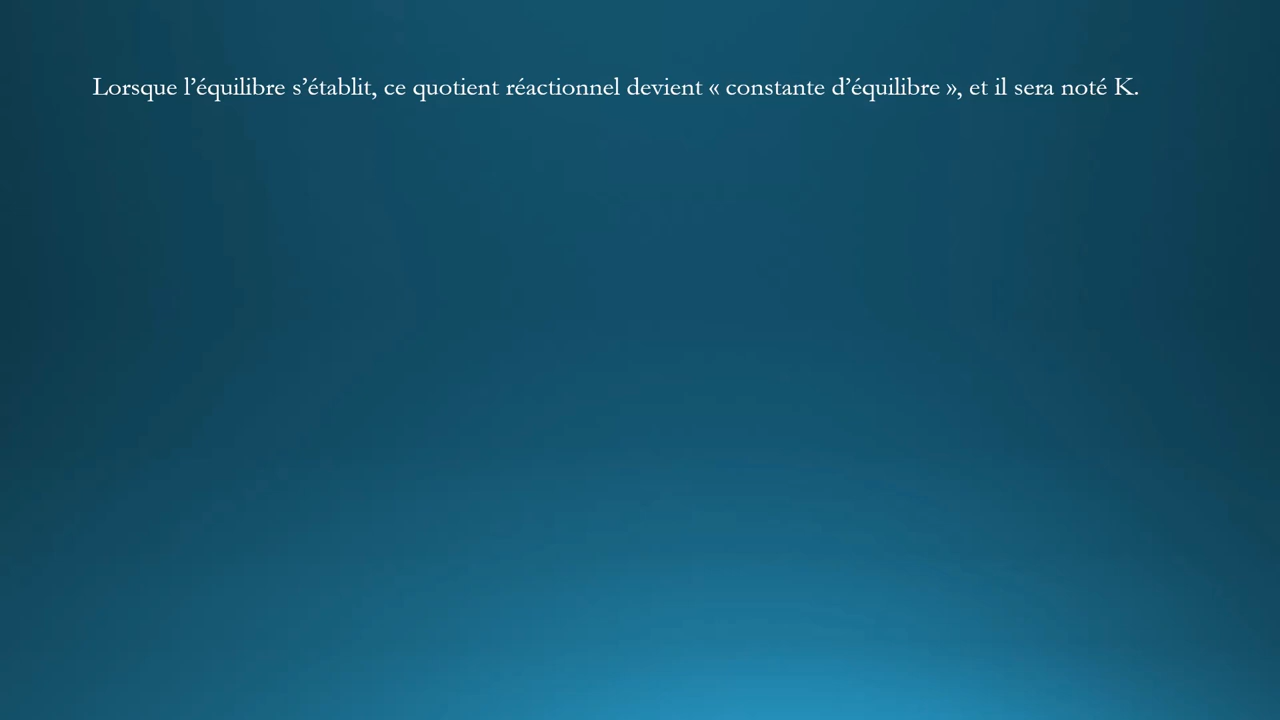 Lorsque l’équilibre s’établit, ce quotient réactionnel devient « constante d’équilibre », et il sera noté K.